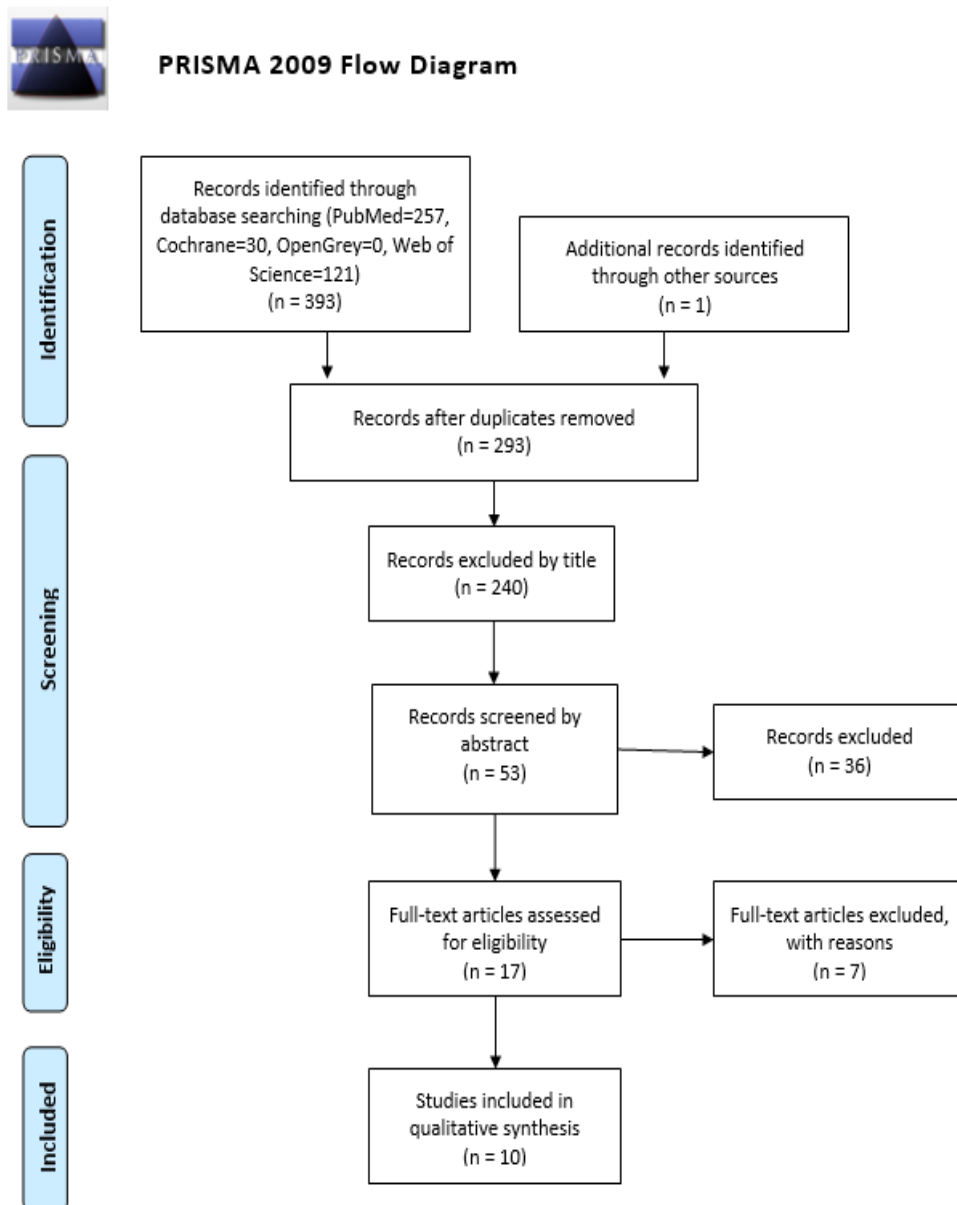 PRISMA
PRISMA 2009 Flow Diagram
Identification
Records identified through
database searching (PubMed=257,
Cochrane=30, OpenGrey=0, Web of
Science=121)
(n = 393)
Additional records identified
through other sources
(n = 1)
Records after duplicates removed
(n = 293)
Screening
Records excluded by title
(n = 240)
Records screened by
abstract
(n = 53)
Records excluded
(n = 36)
Eligibility
Full-text articles assessed
for eligibility
(n = 17)
Full-text articles excluded,
with reasons
(n = 7)
Included
Studies included in
qualitative synthesis
(n = 10)